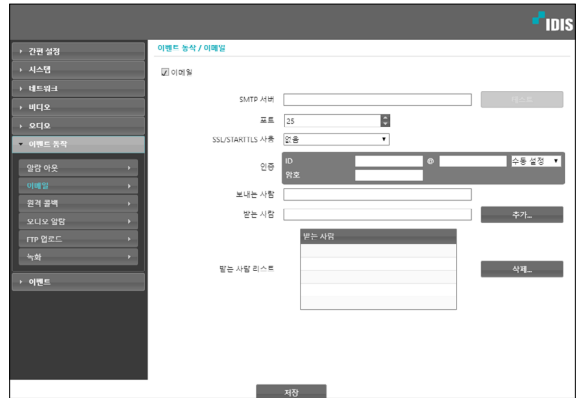 IDIS
간편 설정
시스템
네트워크
비디오
오디오
이벤트 동작
알람 아웃
이메일
원격 콜백
오디오 알람
FTP 업로드
녹화
이벤트
이벤트 동작 / 이메일
이메일
SMTP 서버
테스트
포트 25
SSL/STARTTLS 사용 없음
인증 ID @ 수동 설정
암호
보내는 사람
받는 사람 추가...
받는 사람
받는 사람 리스트 삭제...
저장